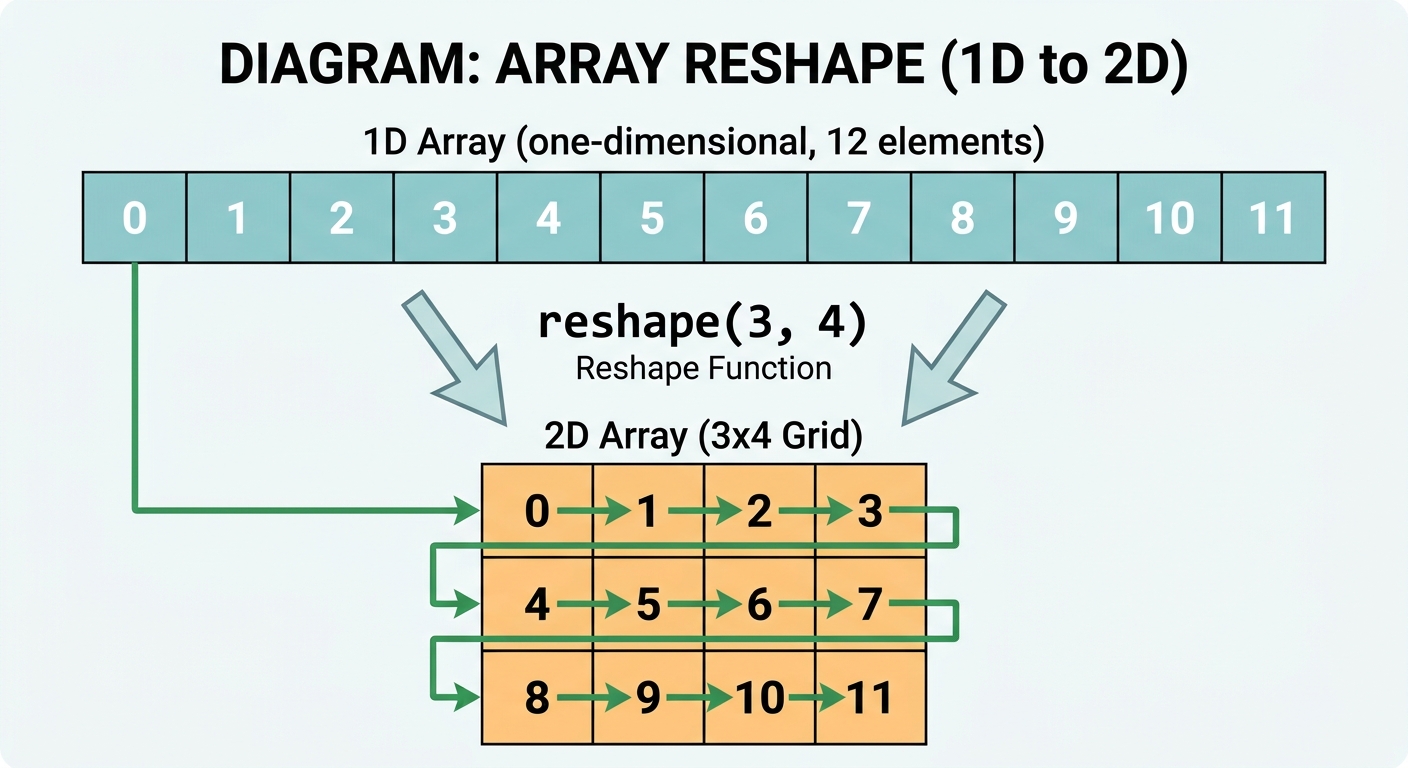 DIAGRAM: ARRAY RESHAPE (1D to 2D)
1D Array (one-dimensional, 12 elements)
0 1 2 3 4 5 6 7 8 9 10 11
reshape(3, 4)
Reshape Function
2D Array (3x4 Grid)
0 1 2 3
4 5 6 7
8 9 10 11